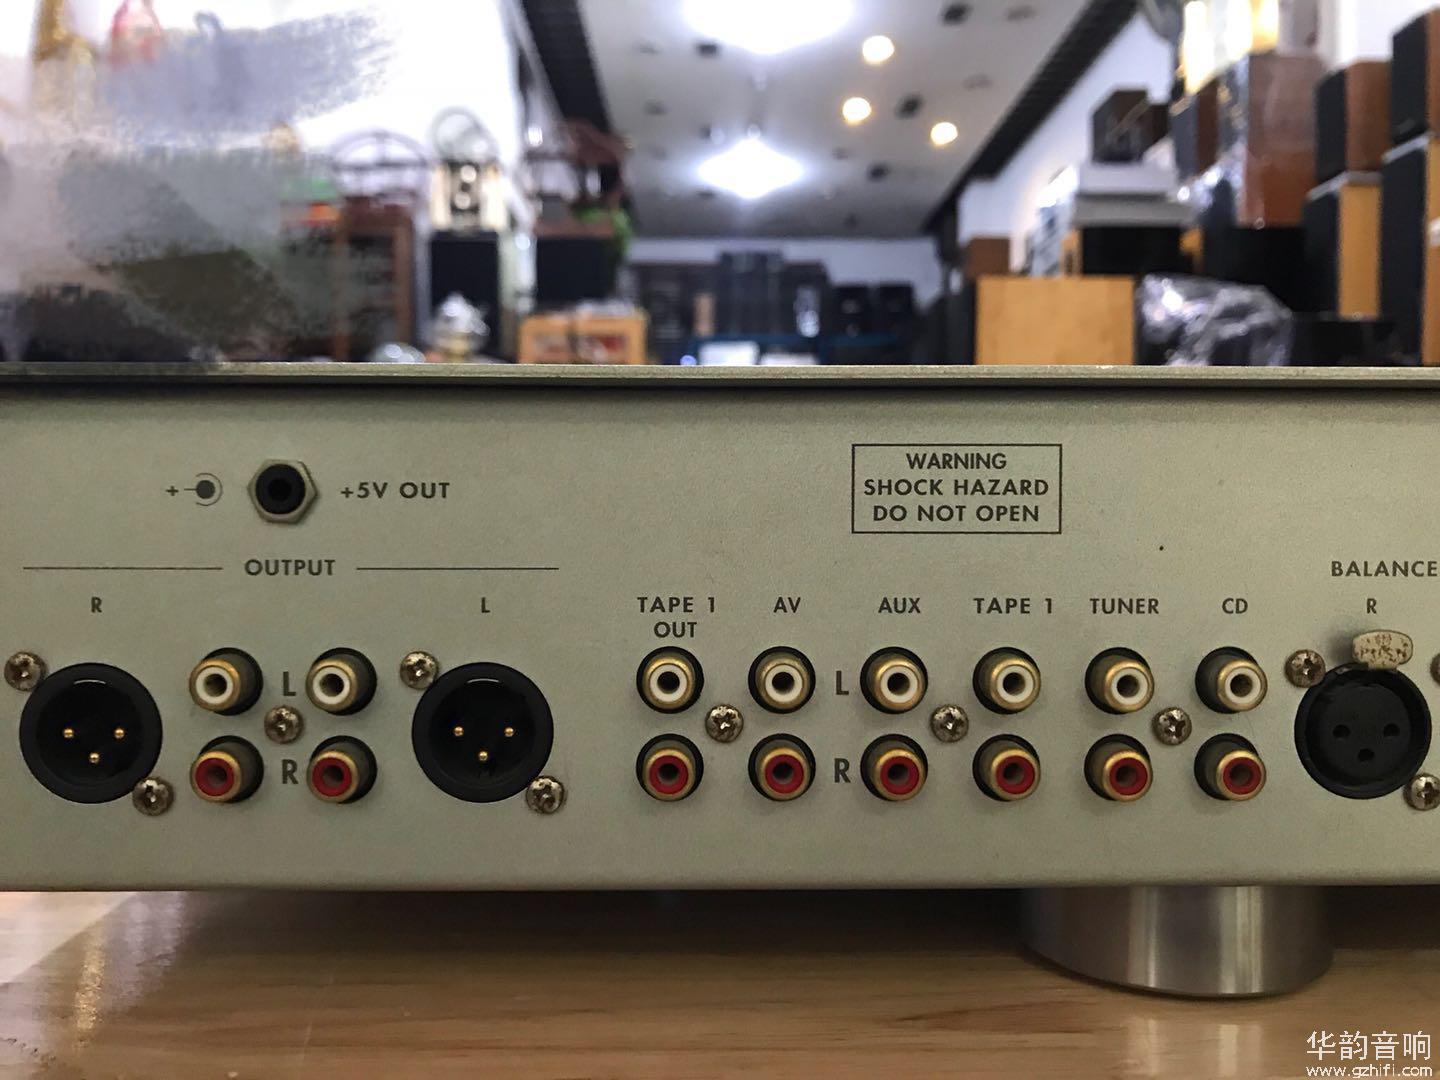 WARNING
SHOCK HAZARD
DO NOT OPEN
+ +5V OUT
OUTPUT
BALANCE
R L
TAPE 1 OUT
AV
AUX
TAPE 1
TUNER
CD
R
L L
R R
华韵音响
www.gzhifi.com